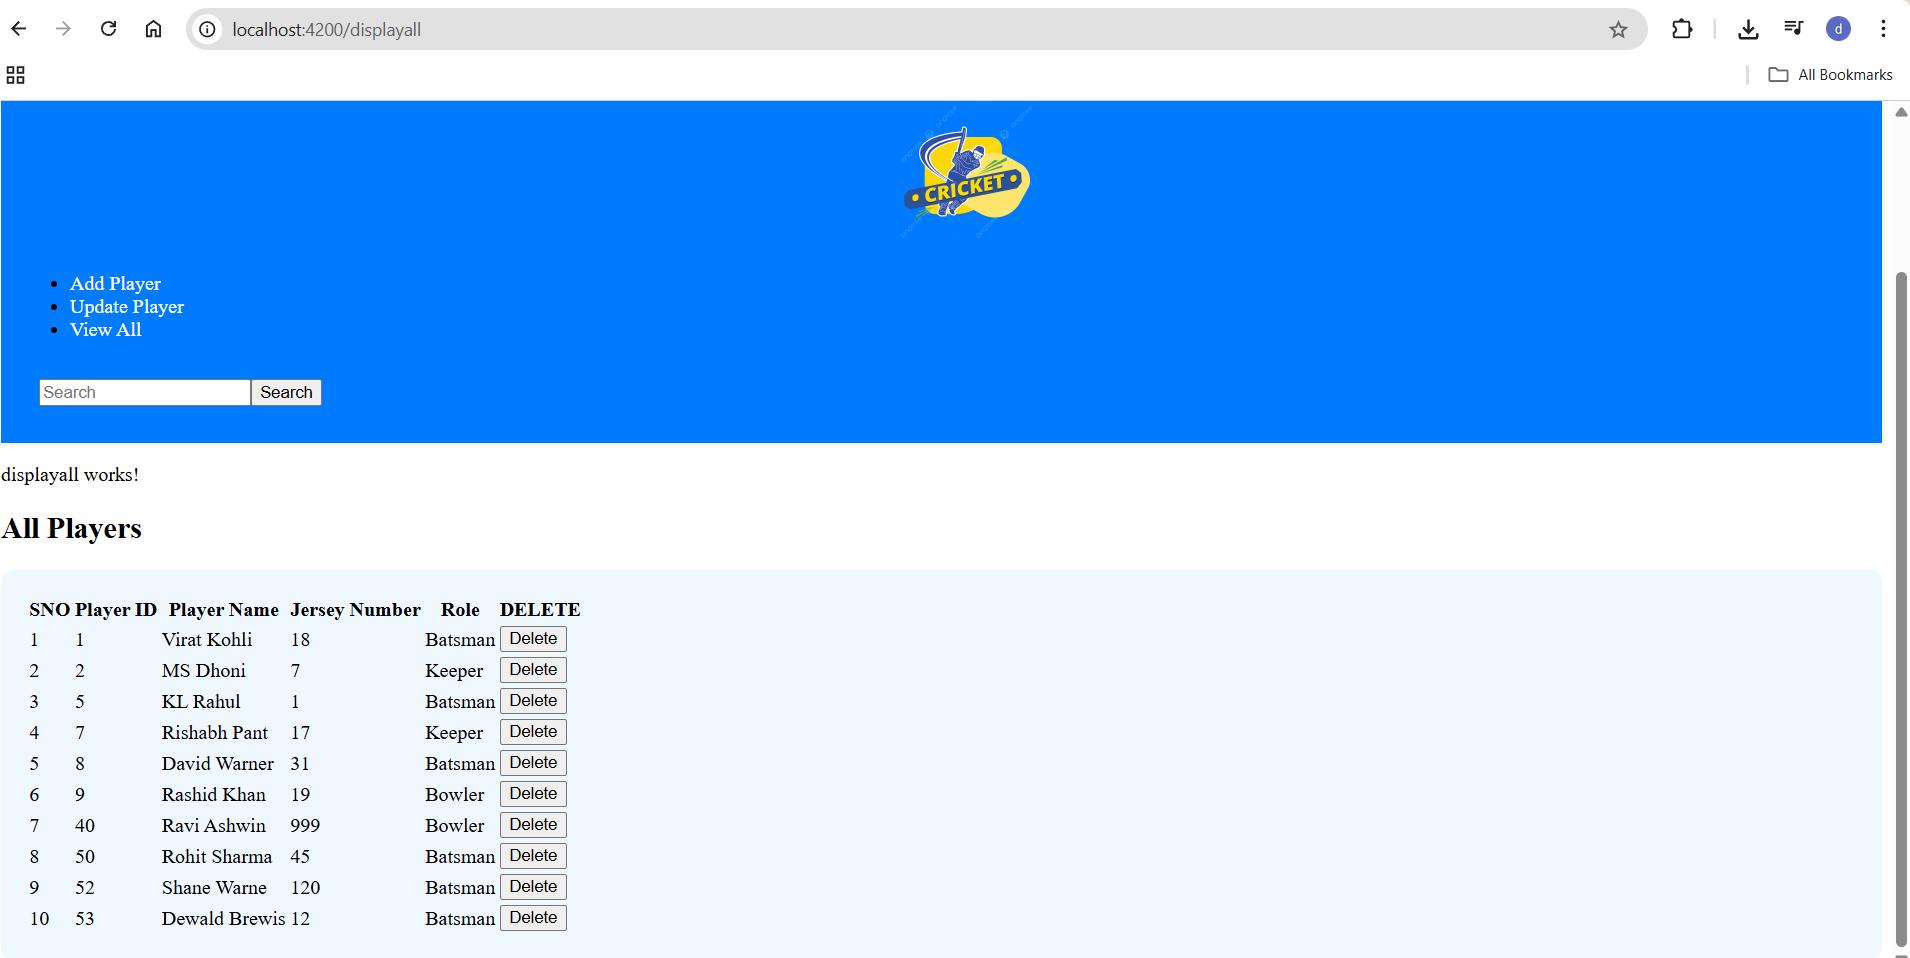 localhost:4200/displayall
d
All Bookmarks
CRICKET
Add Player
Update Player
View All
Search Search
displayall works!
All Players
SNO Player ID Player Name Jersey Number Role DELETE
1 1 Virat Kohli 18 Batsman Delete
2 2 MS Dhoni 7 Keeper Delete
3 5 KL Rahul 1 Batsman Delete
4 7 Rishabh Pant 17 Keeper Delete
5 8 David Warner 31 Batsman Delete
6 9 Rashid Khan 19 Bowler Delete
7 40 Ravi Ashwin 999 Bowler Delete
8 50 Rohit Sharma 45 Batsman Delete
9 52 Shane Warne 120 Batsman Delete
10 53 Dewald Brewis 12 Batsman Delete